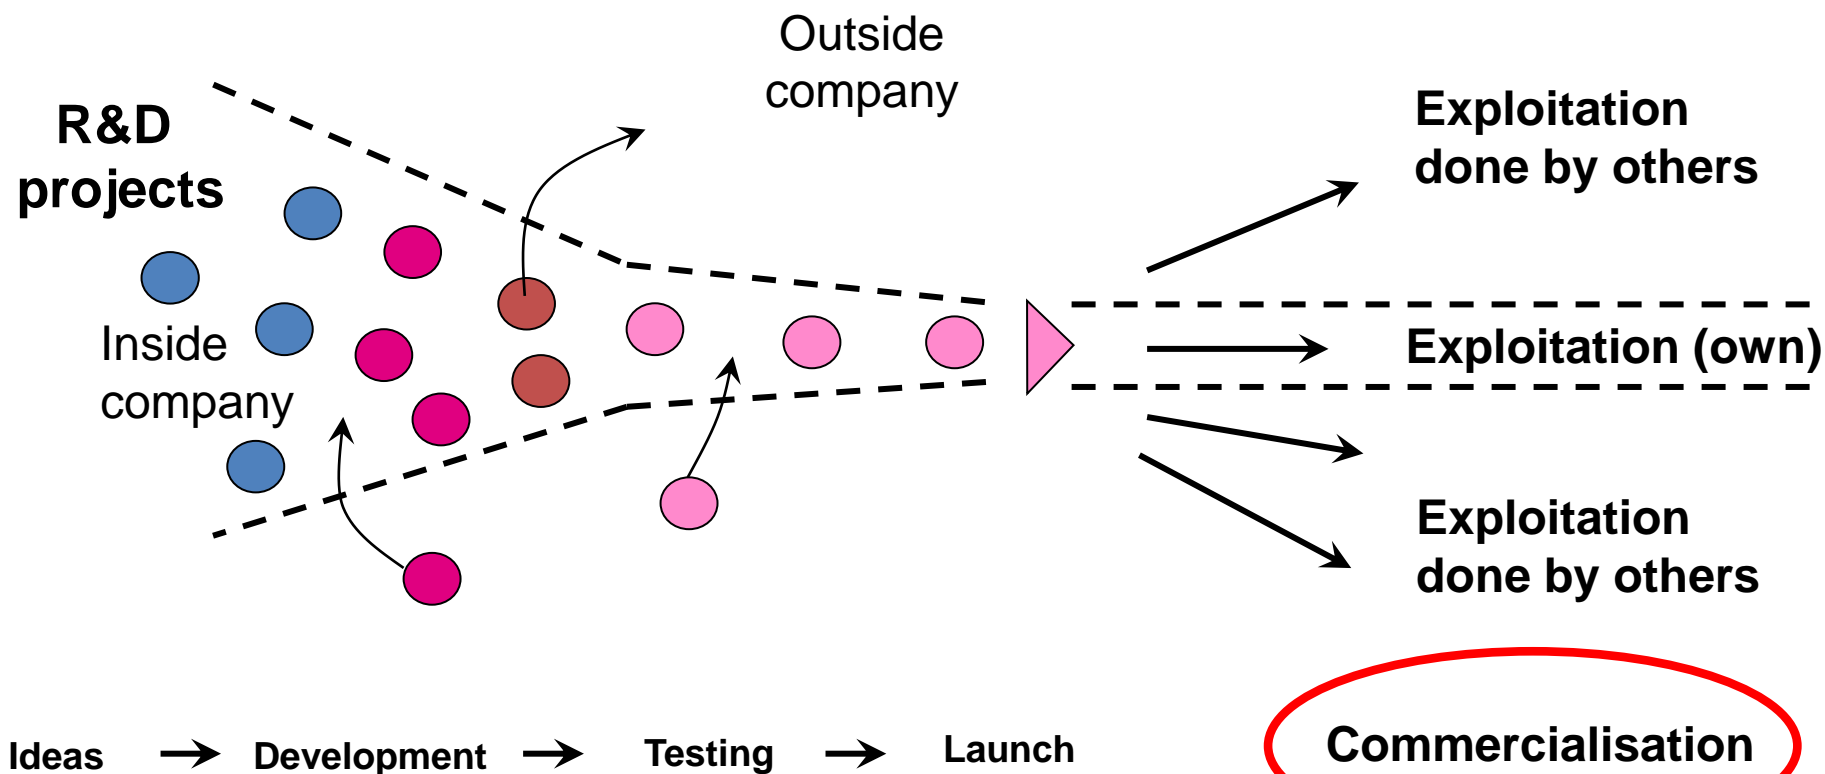 Outside
company
R&D
projects
Inside
company
Exploitation
done by others
Exploitation (own)
Exploitation
done by others
Ideas
Development
Testing
Launch
Commercialisation